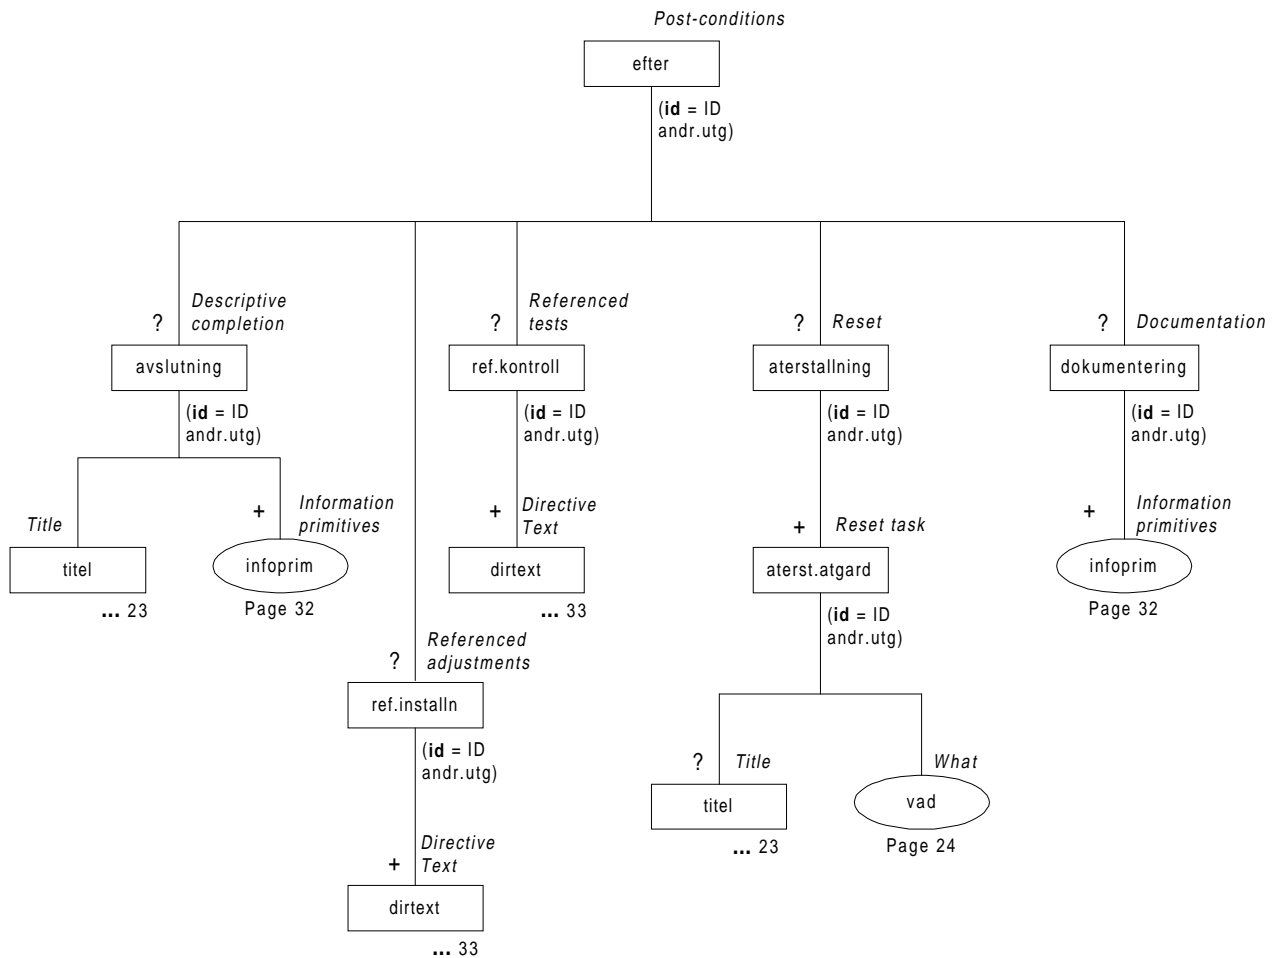 Post-conditions
efter
(id = ID
andr.utg)
Descriptive
completion
?
avslutning
(id = ID
andr.utg)
Title
titel
... 23
+
Information
primitives
infoprim
Page 32
Referenced
adjustments
?
ref.installn
(id = ID
andr.utg)
Directive
Text
+
dirtext
... 33
Referenced
tests
?
ref.kontroll
(id = ID
andr.utg)
Directive
Text
+
dirtext
... 33
? Reset
aterstallning
(id = ID
andr.utg)
+ Reset task
aterst.atgard
(id = ID
andr.utg)
? Title
titel
... 23
What
vad
Page 24
? Documentation
dokumentering
(id = ID
andr.utg)
Information
primitives
+
infoprim
Page 32